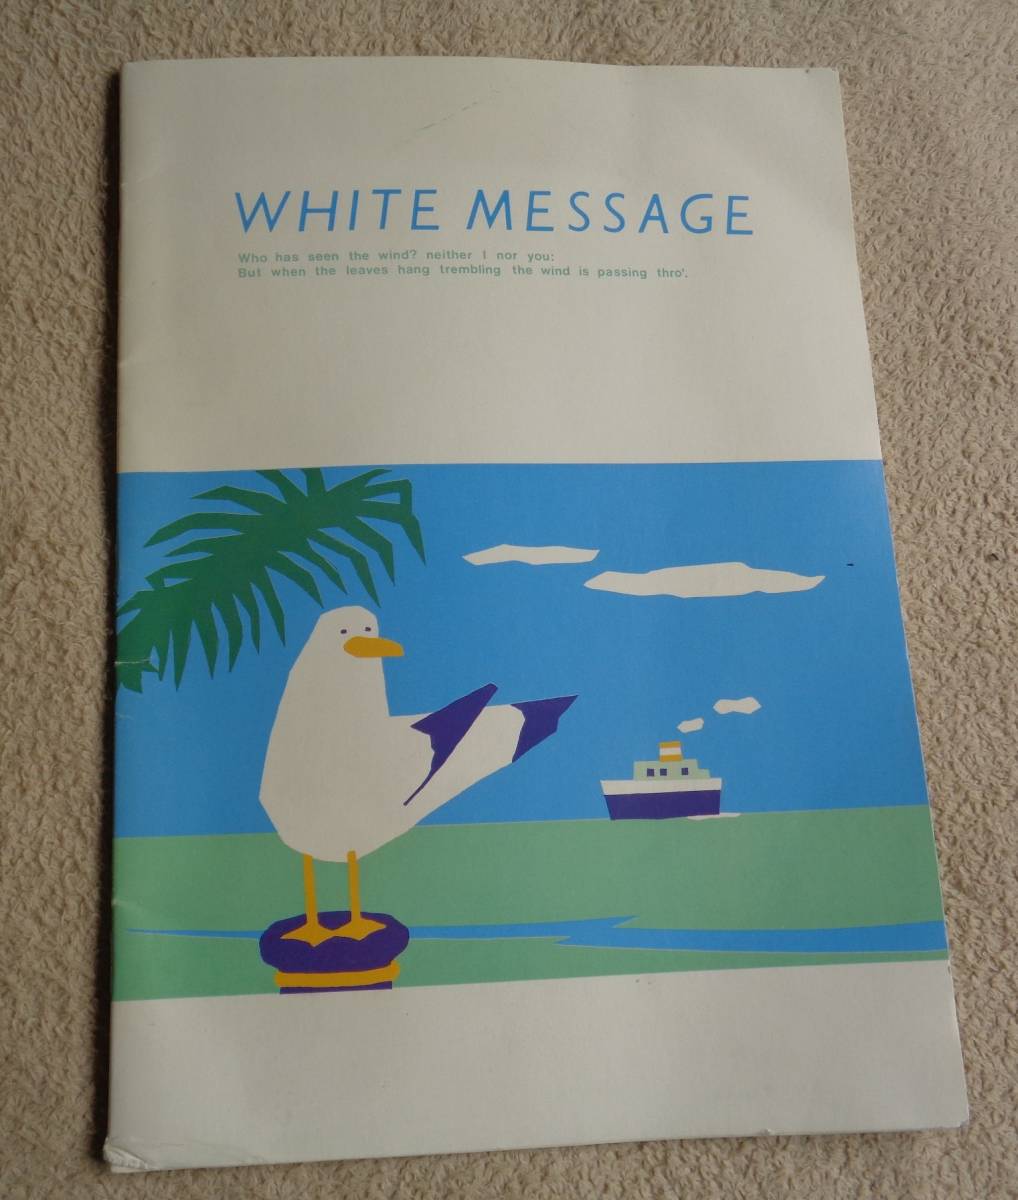 WHITE MESSAGE
Who has seen the wind? neither I nor you:
But when the leaves hang trembling the wind is passing thro'.